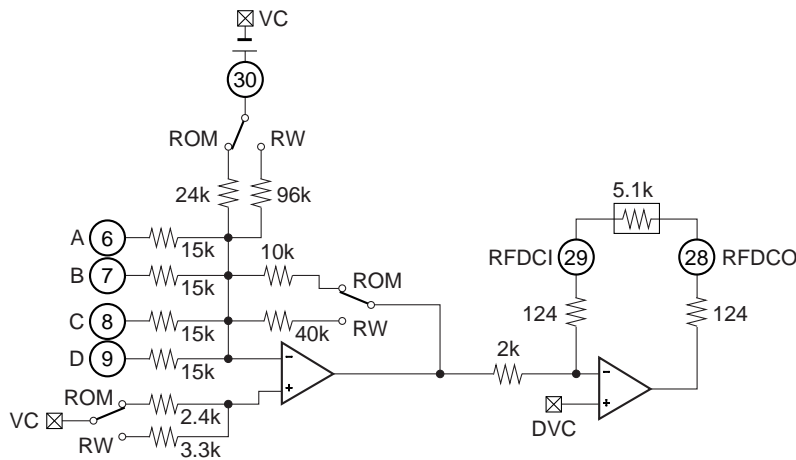 VC
30
ROM RW
24k 96k
5.1k
A 6 15k
B 7 15k 10k ROM
RFDCI 29 28 RFDCO
C 8 15k 40k RW
124 124
D 9 15k
2k
- +
- +
ROM 2.4k
VC
RW 3.3k
DVC